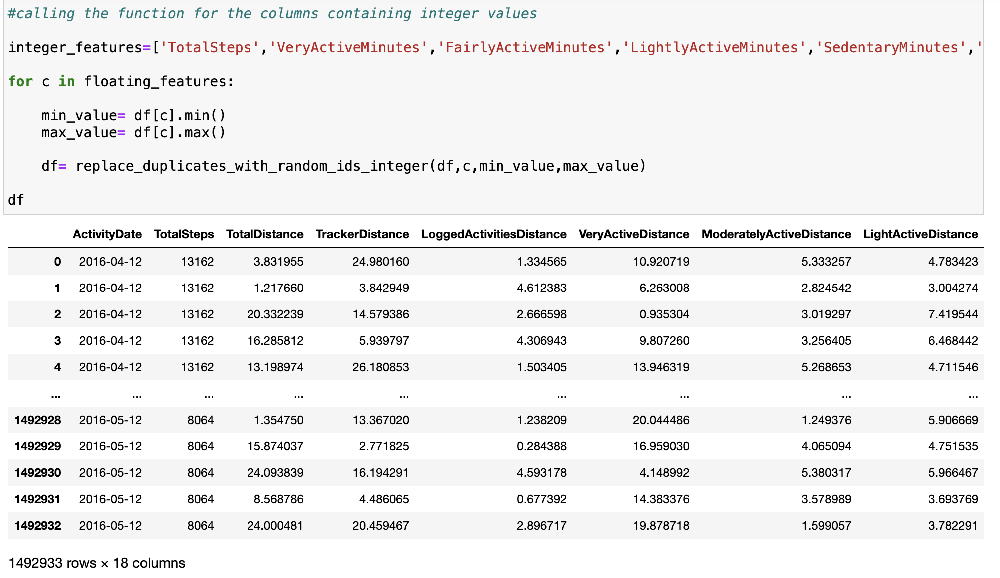 #calling the function for the columns containing integer values
integer_features=['TotalSteps','VeryActiveMinutes','FairlyActiveMinutes','LightlyActiveMinutes','SedentaryMinutes','
for c in floating_features:
min_value= df[c].min()
max_value= df[c].max()
df= replace_duplicates_with_random_ids_integer(df,c,min_value,max_value)
df
ActivityDate TotalSteps TotalDistance TrackerDistance LoggedActivitiesDistance VeryActiveDistance ModeratelyActiveDistance LightActiveDistance
0 2016-04-12 13162 3.831955 24.980160 1.334565 10.920719 5.333257 4.783423
1 2016-04-12 13162 1.217660 3.842949 4.612383 6.263008 2.824542 3.004274
2 2016-04-12 13162 20.332239 14.579386 2.666598 0.935304 3.019297 7.419544
3 2016-04-12 13162 16.285812 5.939797 4.306943 9.807260 3.256405 6.468442
4 2016-04-12 13162 13.198974 26.180853 1.503405 13.946319 5.268653 4.711546
... ... ... ... ... ... ... ... ...
1492928 2016-05-12 8064 1.354750 13.367020 1.238209 20.044486 1.249376 5.906669
1492929 2016-05-12 8064 15.874037 2.771825 0.284388 16.959030 4.065094 4.751535
1492930 2016-05-12 8064 24.093839 16.194291 4.593178 4.148992 5.380317 5.966467
1492931 2016-05-12 8064 8.568786 4.486065 0.677392 14.383376 3.578989 3.693769
1492932 2016-05-12 8064 24.000481 20.459467 2.896717 19.878718 1.599057 3.782291
1492933 rows × 18 columns